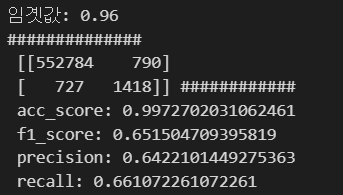 임곗값: 0.96
##############
[[552784    790]
[   727   1418]] ############
acc_score: 0.9972702031062461
f1_score: 0.651504709395819
precision: 0.6422101449275363
recall: 0.661072261072261